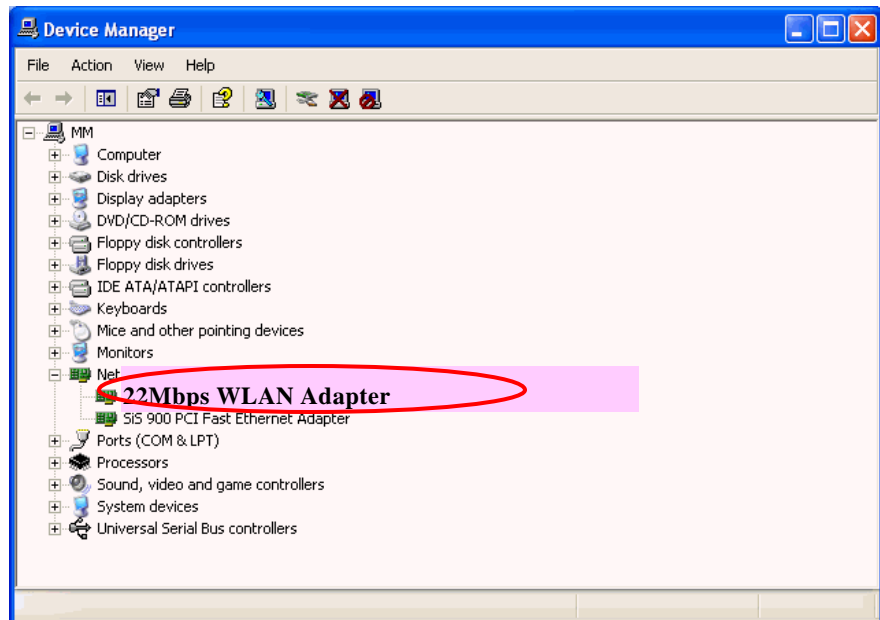 Device Manager
File Action View Help
MM
Computer
Disk drives
Display adapters
DVD/CD-ROM drives
Floppy disk controllers
Floppy disk drives
IDE ATA/ATAPI controllers
Keyboards
Mice and other pointing devices
Monitors
Net
22Mbps WLAN Adapter
SiS 900 PCI Fast Ethernet Adapter
Ports (COM & LPT)
Processors
Sound, video and game controllers
System devices
Universal Serial Bus controllers